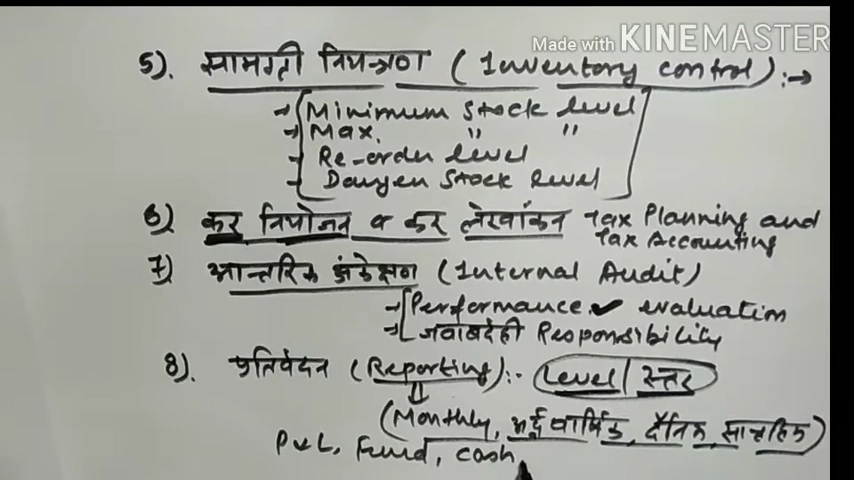 Made with KINEMASTER
5). सामग्री नियन्त्रण (Inventory control) :→
→ Minimum Stock level
→ Max. " "
→ Re-order level
→ Danger Stock level
6) कर नियोजन व कर लेखांकन Tax Planning and
Tax Accounting
7) आन्तरिक अंकेक्षण (Internal Audit)
→ Performance ✓ evaluation
→ जवाबदेही Responsibility
8). प्रतिवेदन (Reporting):- Level/स्तर
(Monthly, अर्द्धवार्षिक, दैनिक, साप्ताहिक)
P & L, Fund, cash